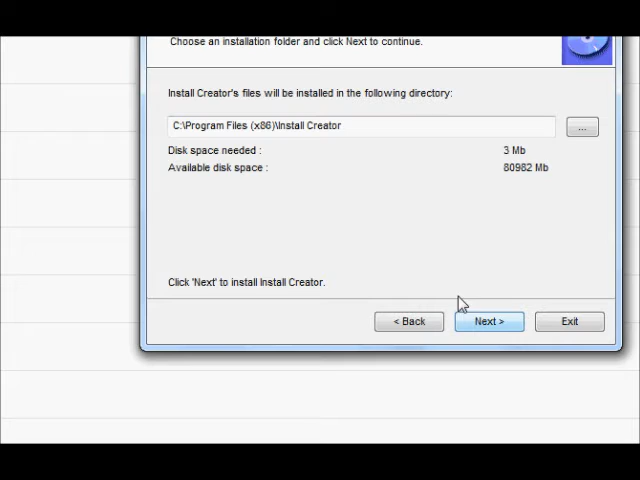 Choose an installation folder and click Next to continue.
Install Creator's files will be installed in the following directory:
C:\Program Files (x86)\Install Creator
...
Disk space needed : 3 Mb
Available disk space : 80982 Mb
Click 'Next' to install Install Creator.
< Back Next > Exit